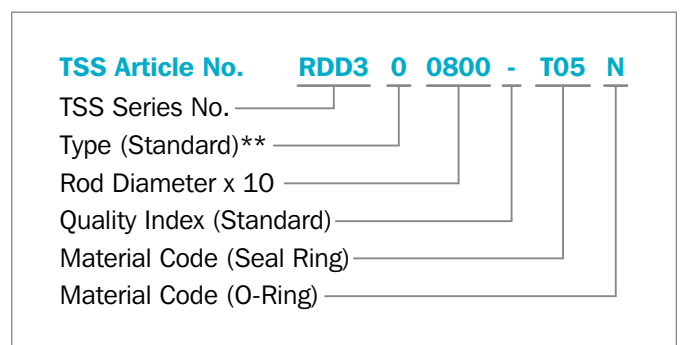 TSS Article No. RDD3 0 0800 - T05 N
TSS Series No.
Type (Standard)**
Rod Diameter x 10
Quality Index (Standard)
Material Code (Seal Ring)
Material Code (O-Ring)